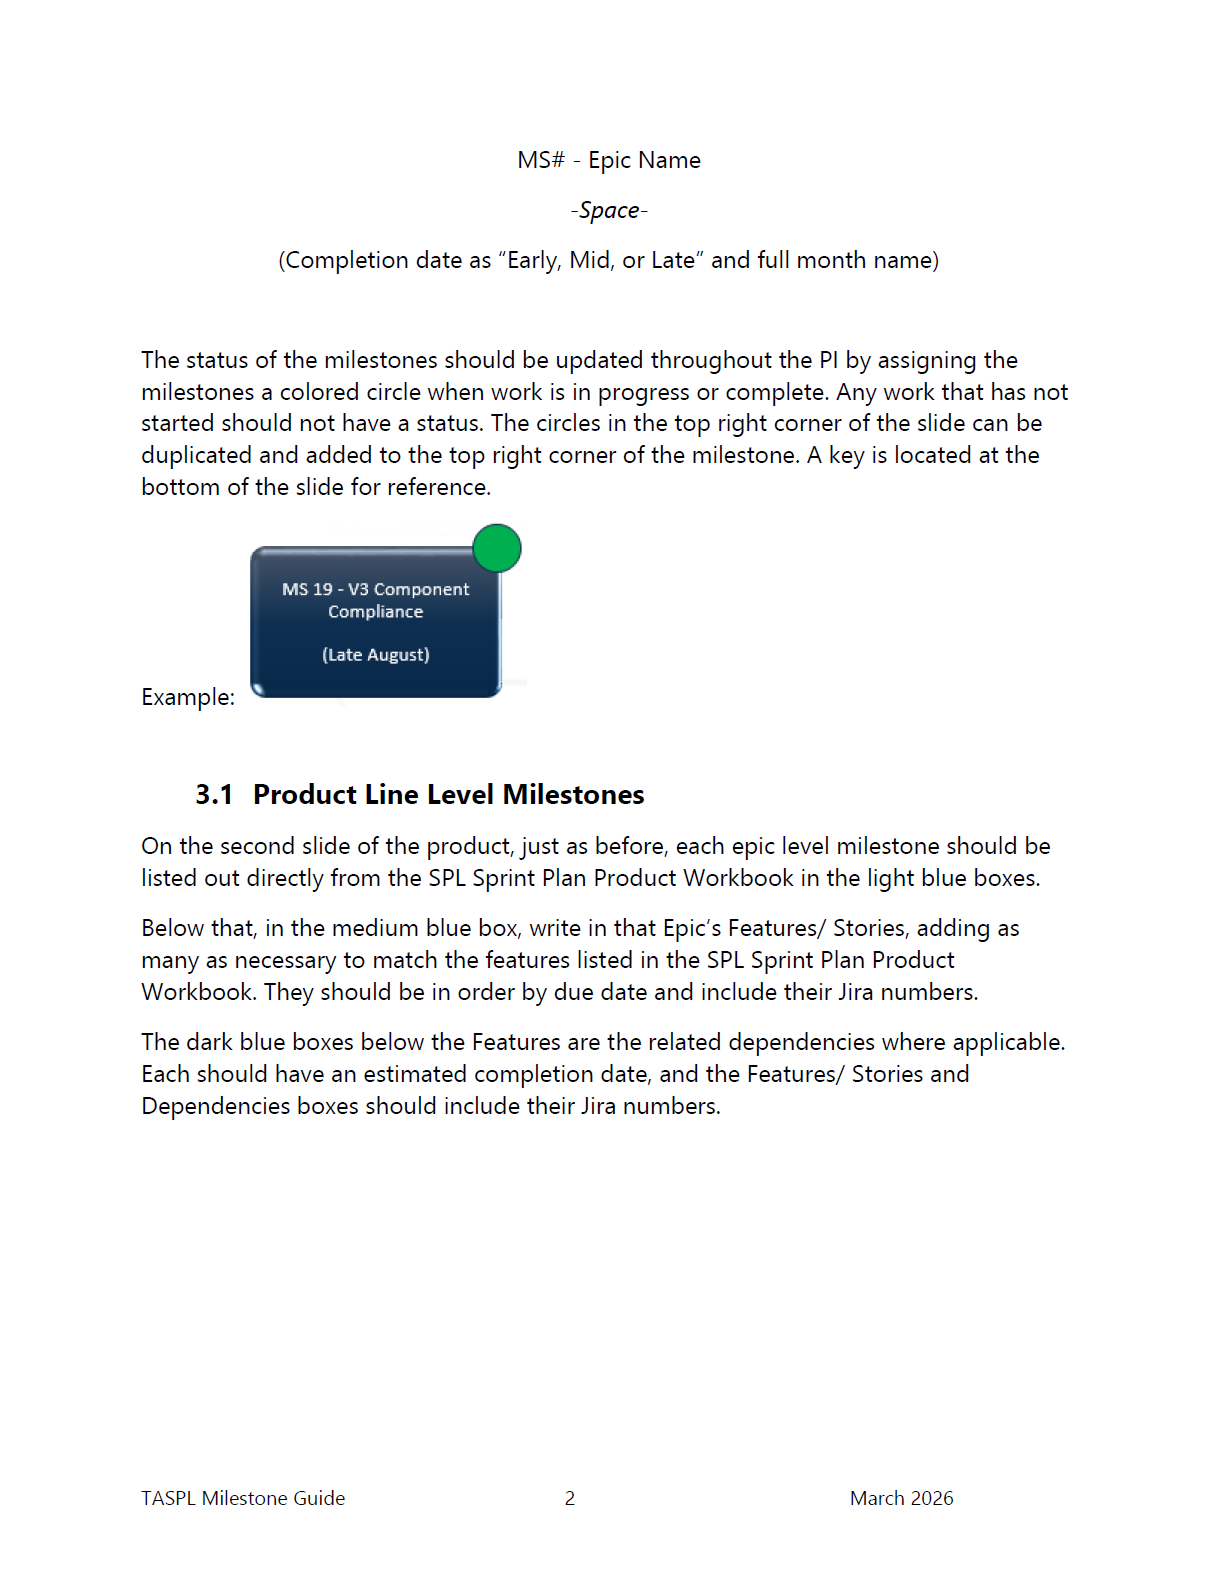 MS# - Epic Name
-Space-
(Completion date as “Early, Mid, or Late” and full month name)
The status of the milestones should be updated throughout the PI by assigning the
milestones a colored circle when work is in progress or complete. Any work that has not
started should not have a status. The circles in the top right corner of the slide can be
duplicated and added to the top right corner of the milestone. A key is located at the
bottom of the slide for reference.
MS 19 - V3 Component
Compliance
(Late August)
Example:
3.1 Product Line Level Milestones
On the second slide of the product, just as before, each epic level milestone should be
listed out directly from the SPL Sprint Plan Product Workbook in the light blue boxes.
Below that, in the medium blue box, write in that Epic’s Features/ Stories, adding as
many as necessary to match the features listed in the SPL Sprint Plan Product
Workbook. They should be in order by due date and include their Jira numbers.
The dark blue boxes below the Features are the related dependencies where applicable.
Each should have an estimated completion date, and the Features/ Stories and
Dependencies boxes should include their Jira numbers.
TASPL Milestone Guide 2 March 2026